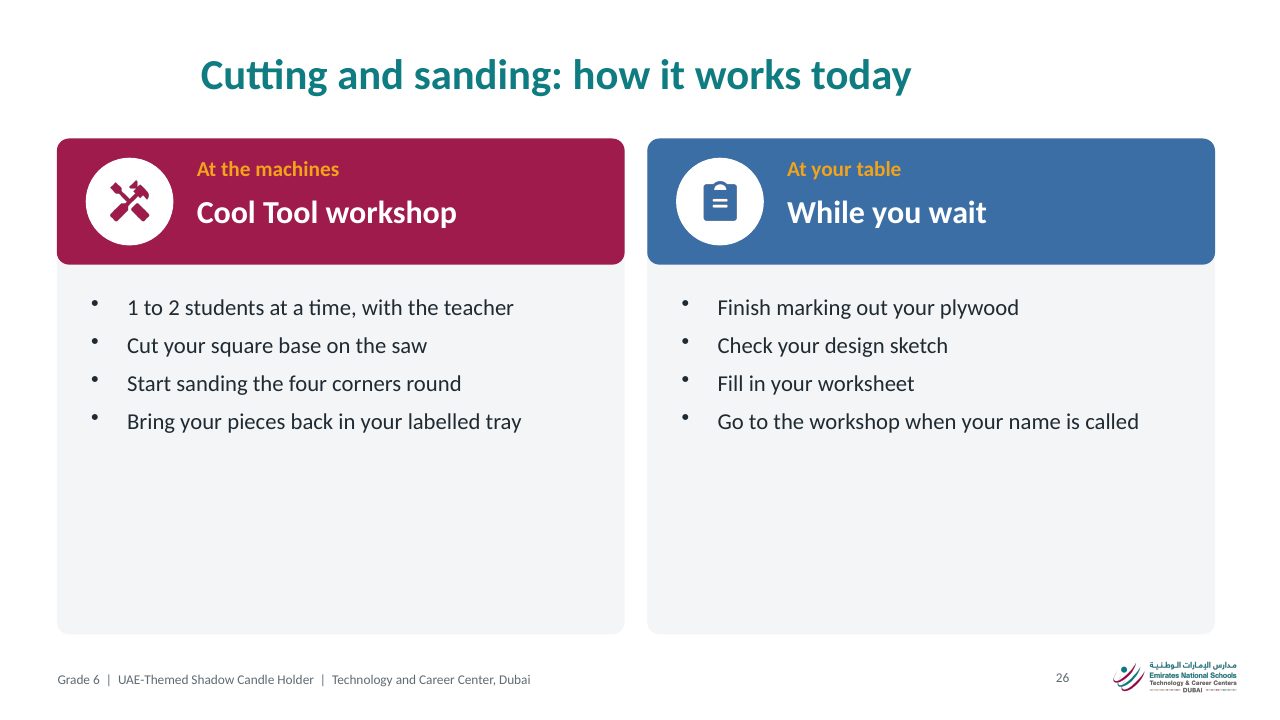 Cutting and sanding: how it works today
At the machines
Cool Tool workshop
1 to 2 students at a time, with the teacher
Cut your square base on the saw
Start sanding the four corners round
Bring your pieces back in your labelled tray
At your table
While you wait
Finish marking out your plywood
Check your design sketch
Fill in your worksheet
Go to the workshop when your name is called
Grade 6 | UAE-Themed Shadow Candle Holder | Technology and Career Center, Dubai
26
مدارس الإمارات الوطنية
Emirates National Schools
Technology & Career Centers
DUBAI